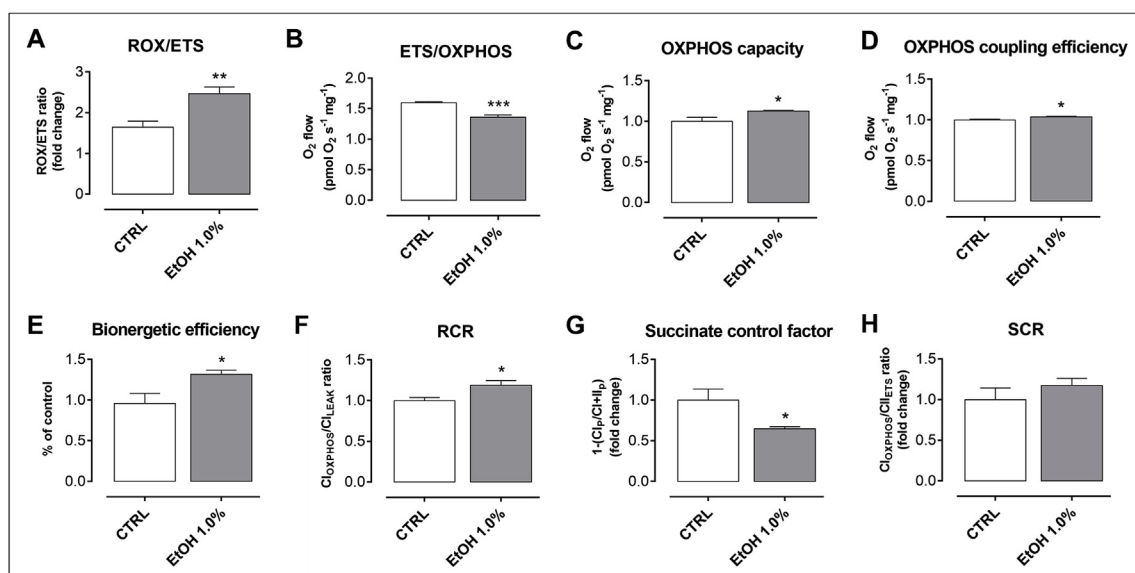 A
ROX/ETS
ROX/ETS ratio
(fold change)
3
2
1
0
**
CTRL
EtOH 1.0%
B
ETS/OXPHOS
O₂ flow
(pmol O₂ s⁻¹ mg⁻¹)
2.0
1.5
1.0
0.5
0.0
***
CTRL
EtOH 1.0%
C
OXPHOS capacity
O₂ flow
(pmol O₂ s⁻¹ mg⁻¹)
1.5
1.0
0.5
0.0
*
CTRL
EtOH 1.0%
D
OXPHOS coupling efficiency
O₂ flow
(pmol O₂ s⁻¹ mg⁻¹)
1.5
1.0
0.5
0.0
*
CTRL
EtOH 1.0%
E
Bionergetic efficiency
% of control
1.5
1.0
0.5
0.0
*
CTRL
EtOH 1.0%
F
RCR
CI_OXPHOS/CI_LEAK ratio
1.5
1.0
0.5
0.0
*
CTRL
EtOH 1.0%
G
Succinate control factor
1-(CI_P/CI+II_P)
(fold change)
1.5
1.0
0.5
0.0
*
CTRL
EtOH 1.0%
H
SCR
CI_OXPHOS/CII_ETS ratio
(fold change)
1.5
1.0
0.5
0.0
CTRL
EtOH 1.0%